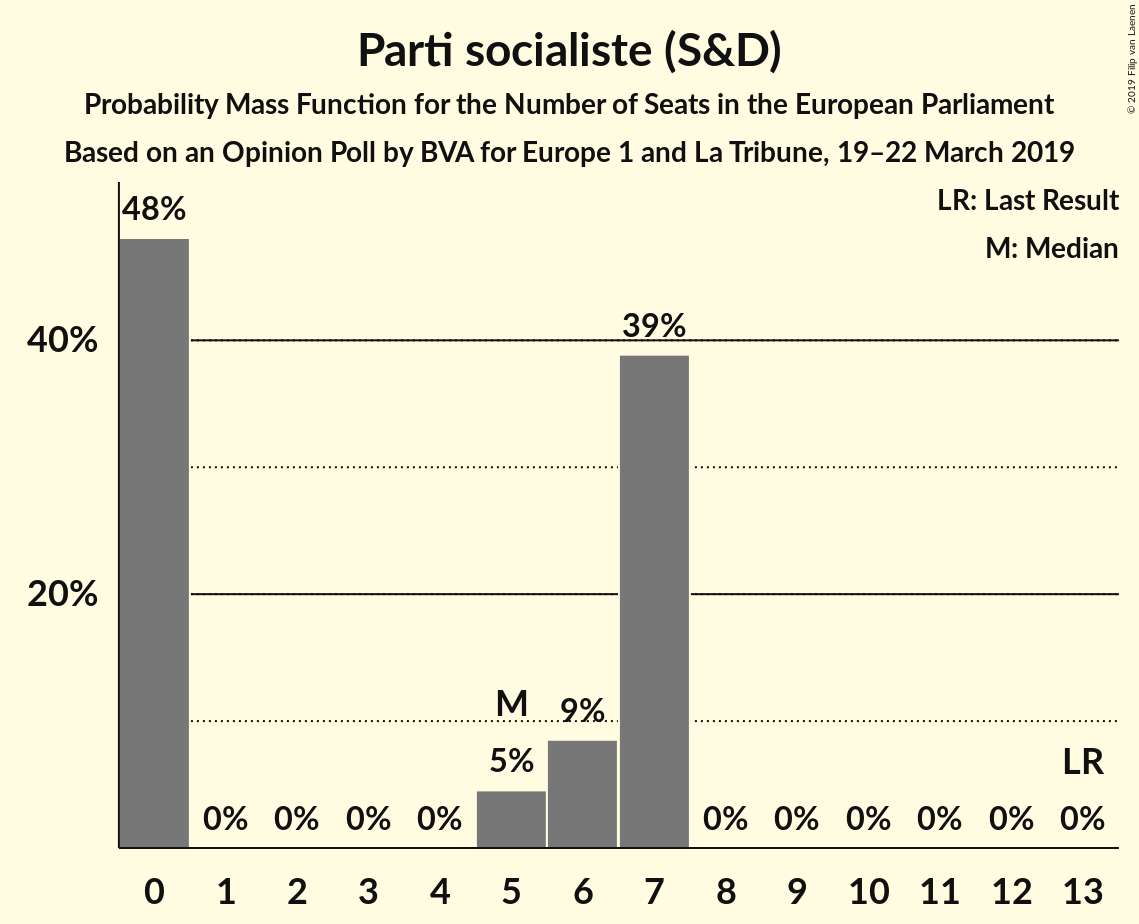 © 2019 Filip van Laenen
Parti socialiste (S&D)
Probability Mass Function for the Number of Seats in the European Parliament
Based on an Opinion Poll by BVA for Europe 1 and La Tribune, 19–22 March 2019
LR: Last Result
M: Median
48%
39%
40%
20%
M
9%
5%
LR
0% 0% 0% 0% 0% 0% 0% 0% 0% 0%
0 1 2 3 4 5 6 7 8 9 10 11 12 13